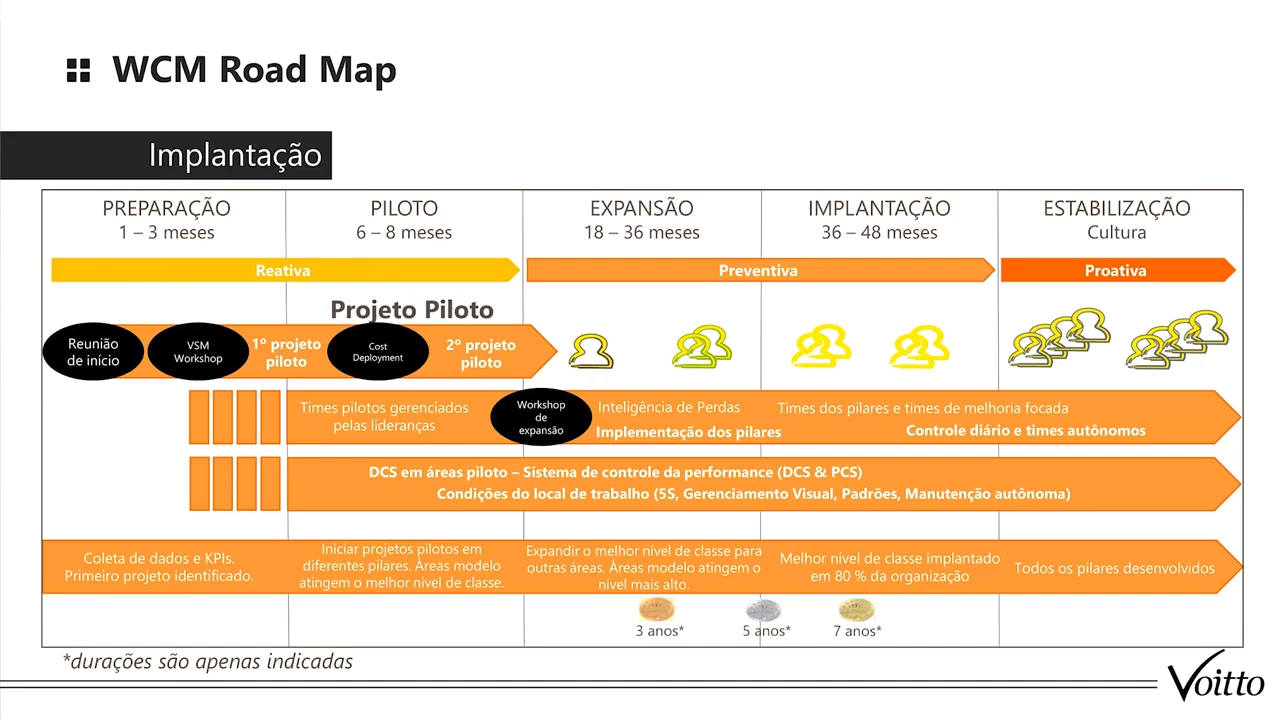 WCM Road Map
Implantação
PREPARAÇÃO
1 – 3 meses
PILOTO
6 – 8 meses
EXPANSÃO
18 – 36 meses
IMPLANTAÇÃO
36 – 48 meses
ESTABILIZAÇÃO
Cultura
Reativa
Preventiva
Proativa
Projeto Piloto
Reunião
de início
VSM
Workshop
1º projeto
piloto
Cost
Deployment
2º projeto
piloto
Times pilotos gerenciados
pelas lideranças
Workshop
de
expansão
Inteligência de Perdas
Implementação dos pilares
Times dos pilares e times de melhoria focada
Controle diário e times autônomos
DCS em áreas piloto – Sistema de controle da performance (DCS & PCS)
Condições do local de trabalho (5S, Gerenciamento Visual, Padrões, Manutenção autônoma)
Coleta de dados e KPIs.
Primeiro projeto identificado.
Iniciar projetos pilotos em
diferentes pilares. Áreas modelo
atingem o melhor nível de classe.
Expandir o melhor nível de classe para
outras áreas. Áreas modelo atingem o
nível mais alto.
Melhor nível de classe implantado
em 80 % da organização
Todos os pilares desenvolvidos
3 anos*
5 anos*
7 anos*
*durações são apenas indicadas
Voitto